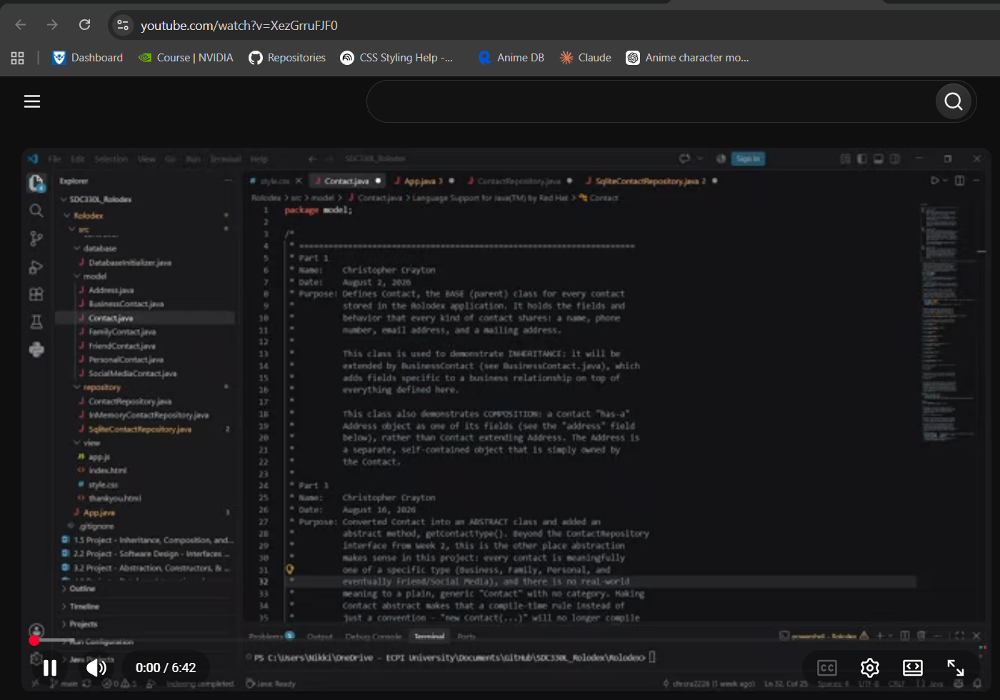 youtube.com/watch?v=XezGrruFJF0
Dashboard
Course | NVIDIA
Repositories
CSS Styling Help -...
Anime DB
Claude
Anime character mo...
File Edit Selection View Go Run Terminal Help
SDC330L_Rolodex
Sign In
Explorer
style.css
Contact.java
App.java 3
ContactRepository.java
SqliteContactRepository.java 2
Rolodex > src > model > Contact.java > Language Support for Java(TM) by Red Hat > Contact
SDC330L_Rolodex
Rolodex
src
database
DatabaseInitializer.java
model
Address.java
BusinessContact.java
Contact.java
FamilyContact.java
FriendContact.java
PersonalContact.java
SocialMediaContact.java
repository
ContactRepository.java
InMemoryContactRepository.java
SqliteContactRepository.java 2
view
app.js
index.html
style.css
thankyou.html
App.java 3
.gitignore
1.5 Project - Inheritance, Composition, and...
2.2 Project - Software Design - Interfaces ...
3.2 Project - Abstraction, Constructors, & ...
Outline
Timeline
Projects
Run Configuration
Java Projects
1 package model;
2
3 /*
4 * =====================================================================
5 * Part 1
6 * Name: Christopher Crayton
7 * Date: August 2, 2026
8 * Purpose: Defines Contact, the BASE (parent) class for every contact
9 * stored in the Rolodex application. It holds the fields and
10 * behavior that every kind of contact shares: a name, phone
11 * number, email address, and a mailing address.
12 *
13 * This class is used to demonstrate INHERITANCE: it will be
14 * extended by BusinessContact (see BusinessContact.java), which
15 * adds fields specific to a business relationship on top of
16 * everything defined here.
17 *
18 * This class also demonstrates COMPOSITION: a Contact "has-a"
19 * Address object as one of its fields (see the "address" field
20 * below), rather than Contact extending Address. The Address is
21 * a separate, self-contained object that is simply owned by
22 * the Contact.
23 *
24 * Part 3
25 * Name: Christopher Crayton
26 * Date: August 16, 2026
27 * Purpose: Converted Contact into an ABSTRACT class and added an
28 * abstract method, getContactType(). Beyond the ContactRepository
29 * interface from Week 2, this is the other place abstraction
30 * makes sense in this project: every contact is meaningfully
31 * one of a specific type (Business, Family, Personal, and
32 * eventually Friend/Social Media), and there is no real-world
33 * meaning to a plain, generic "Contact" with no category. Making
34 * Contact abstract makes that a compile-time rule instead of
35 * just a convention - "new Contact(...)" will no longer compile
Problems 5 Output Debug Console Terminal Ports
powershell - Rolodex
PS C:\Users\Nikki\OneDrive - ECPI University\Documents\GitHub\SDC330L_Rolodex\Rolodex>
0:00 / 6:42
CC
main 0 5 Indexing completed. Java: Ready
chrcra2228 (1 week ago) Ln 32, Col 25 Spaces: 4 UTF-8 CRLF {} Java